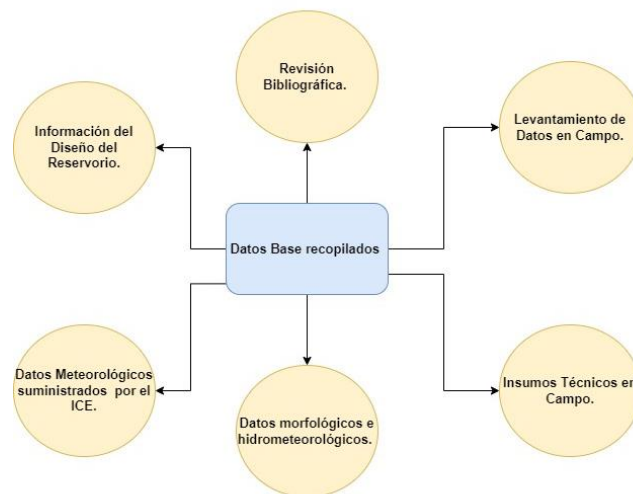 Revisión
Bibliográfica.
Información del
Diseño del
Reservorio.
Levantamiento de
Datos en Campo.
Datos Base recopilados
Datos Meteorológicos
suministrados por el
ICE.
Datos morfológicos e
hidrometeorológicos.
Insumos Técnicos en
Campo.